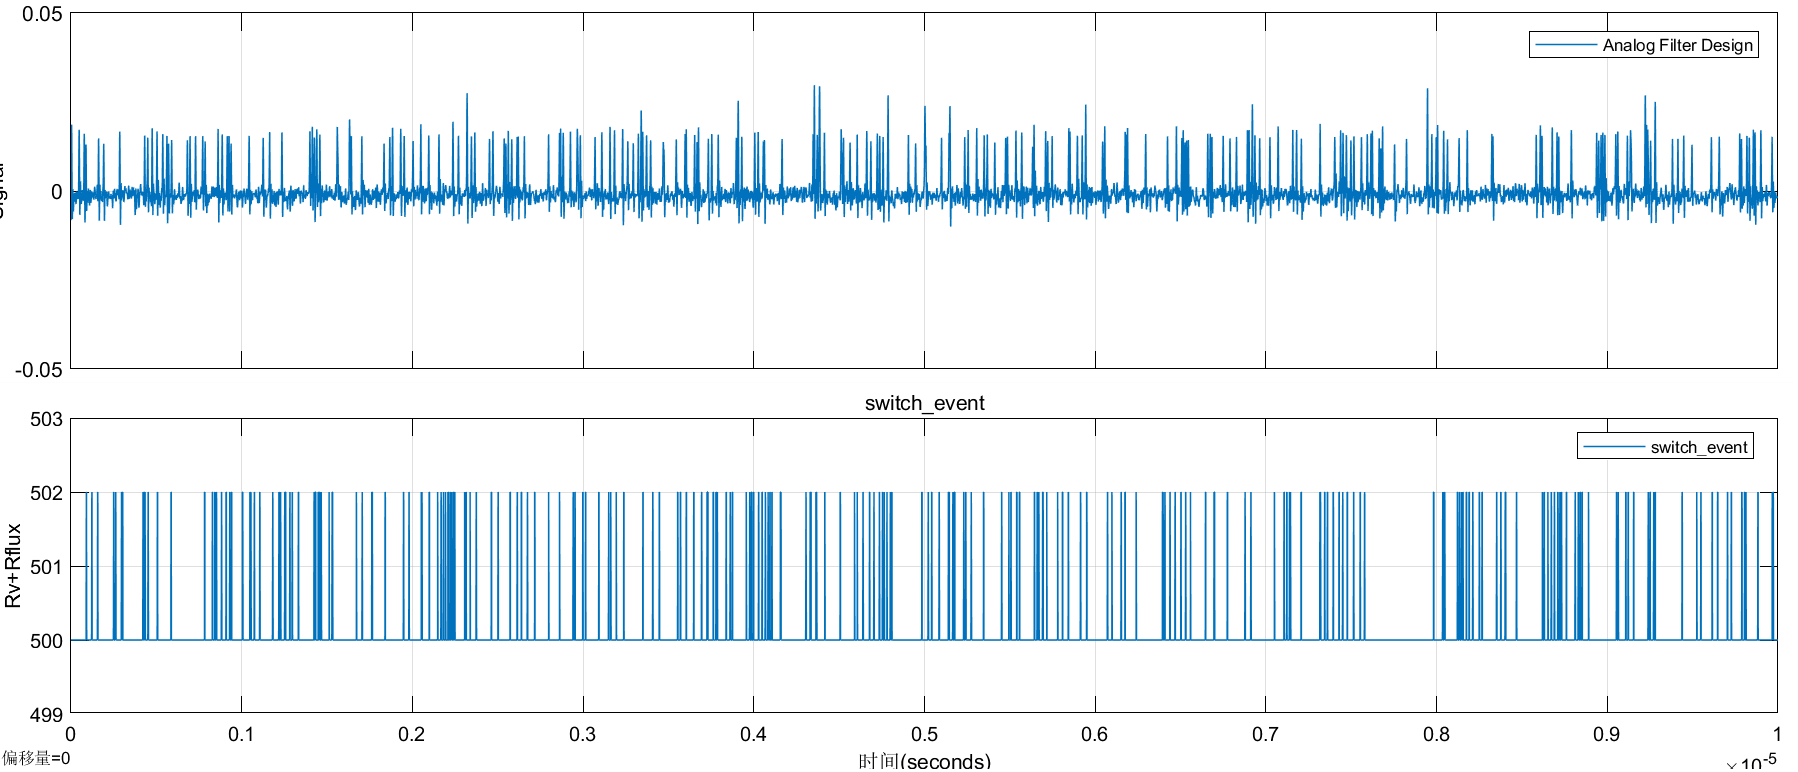 0.05
Analog Filter Design
0
-0.05
switch_event
503
switch_event
502
501
500
499
Rv+Rflux
0 0.1 0.2 0.3 0.4 0.5 0.6 0.7 0.8 0.9 1
偏移量=0
时间(seconds)
×10-5